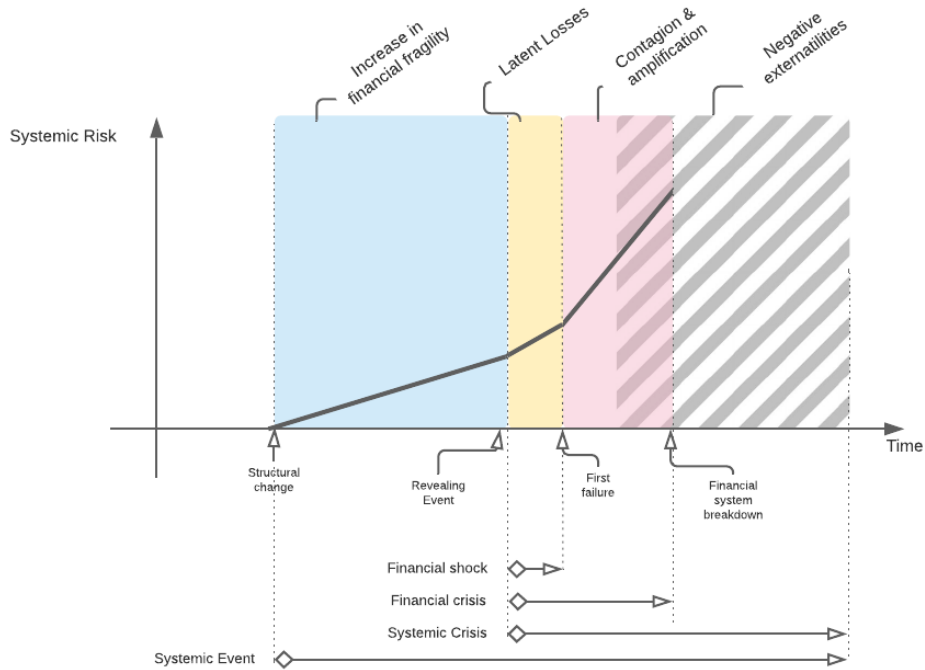 Increase in
financial fragility
Latent Losses
Contagion &
amplification
Negative
externatilities
Systemic Risk
Time
Structural
change
Revealing
Event
First
failure
Financial
system
breakdown
Financial shock
Financial crisis
Systemic Crisis
Systemic Event